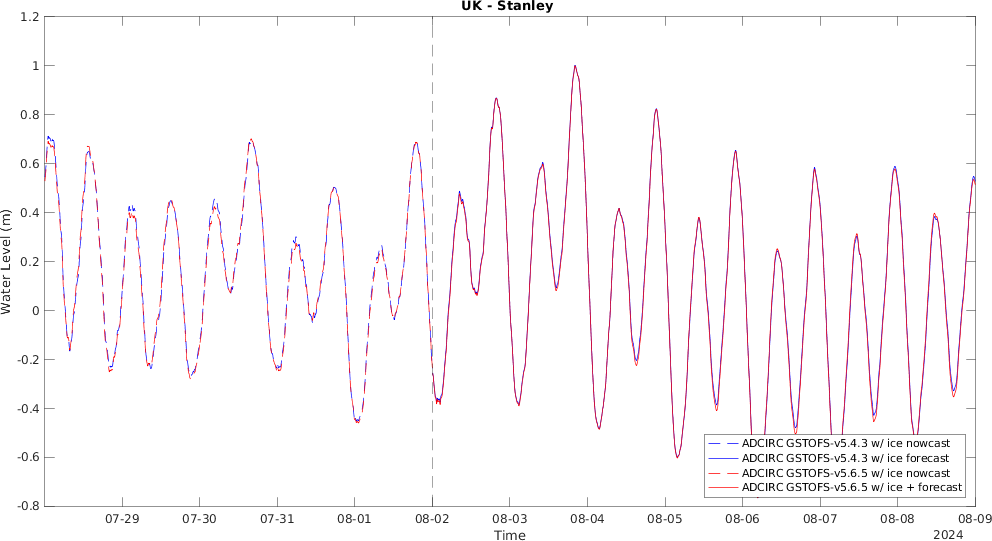 UK - Stanley
1.2
1
0.8
0.6
0.4
0.2
0
-0.2
-0.4
-0.6
-0.8
Water Level (m)
07-29 07-30 07-31 08-01 08-02 08-03 08-04 08-05 08-06 08-07 08-08 08-09
Time
2024
ADCIRC GSTOFS-v5.4.3 w/ ice nowcast
ADCIRC GSTOFS-v5.4.3 w/ ice forecast
ADCIRC GSTOFS-v5.6.5 w/ ice nowcast
ADCIRC GSTOFS-v5.6.5 w/ ice + forecast